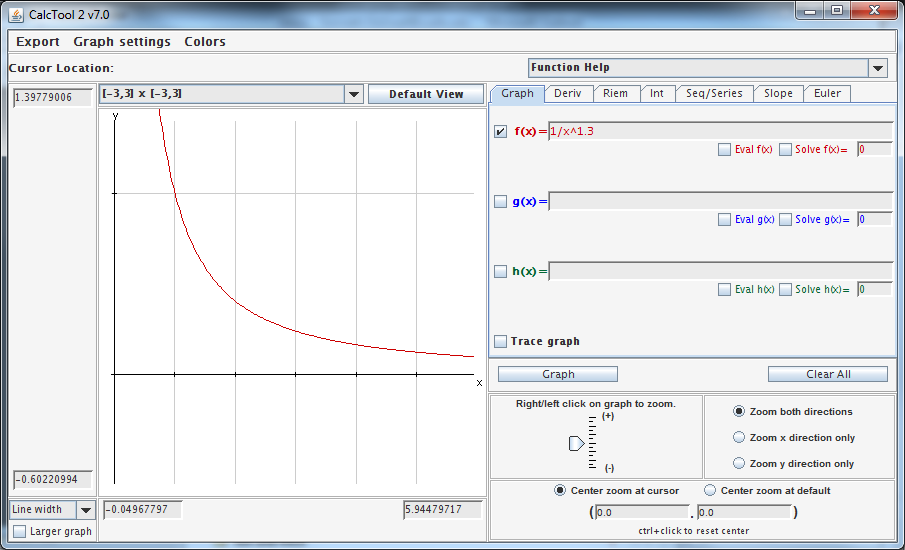 CalcTool 2 v7.0
Export Graph settings Colors
Cursor Location:
Function Help
1.39779006
[-3,3] x [-3,3]
Default View
Graph Deriv Riem Int Seq/Series Slope Euler
y
f(x)= 1/x^1.3
Eval f(x) Solve f(x)= 0
g(x)=
Eval g(x) Solve g(x)= 0
h(x)=
Eval h(x) Solve h(x)= 0
Trace graph
x
Graph Clear All
Right/left click on graph to zoom.
(+)
(-)
Zoom both directions
Zoom x direction only
Zoom y direction only
-0.60220994
Line width
-0.04967797
5.94479717
Larger graph
Center zoom at cursor Center zoom at default
( 0.0 . 0.0 )
ctrl+click to reset center